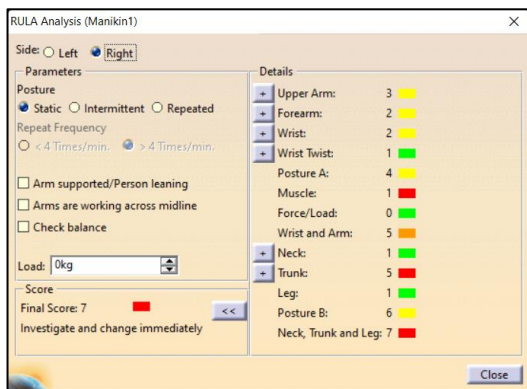 RULA Analysis (Manikin1)
Side: Left Right
Parameters
Posture
Static Intermittent Repeated
Repeat Frequency
< 4 Times/min. > 4 Times/min.
Arm supported/Person leaning
Arms are working across midline
Check balance
Load: 0kg
Score
Final Score: 7
<<
Investigate and change immediately
Details
+ Upper Arm: 3
+ Forearm: 2
+ Wrist: 2
+ Wrist Twist: 1
Posture A: 4
Muscle: 1
Force/Load: 0
Wrist and Arm: 5
+ Neck: 1
+ Trunk: 5
Leg: 1
Posture B: 6
Neck, Trunk and Leg: 7
Close